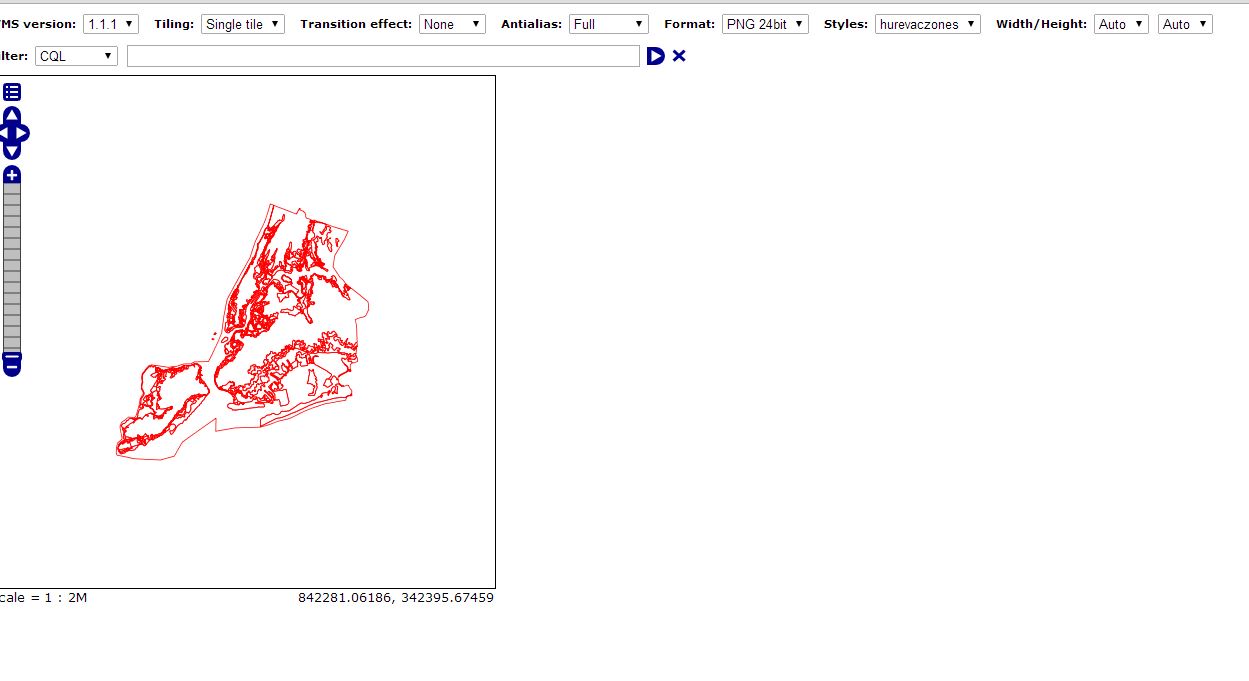 MS version: 1.1.1 Tiling: Single tile Transition effect: None Antialias: Full Format: PNG 24bit Styles: hurevaczones Width/Height: Auto Auto
lter: CQL
cale = 1 : 2M 842281.06186, 342395.67459